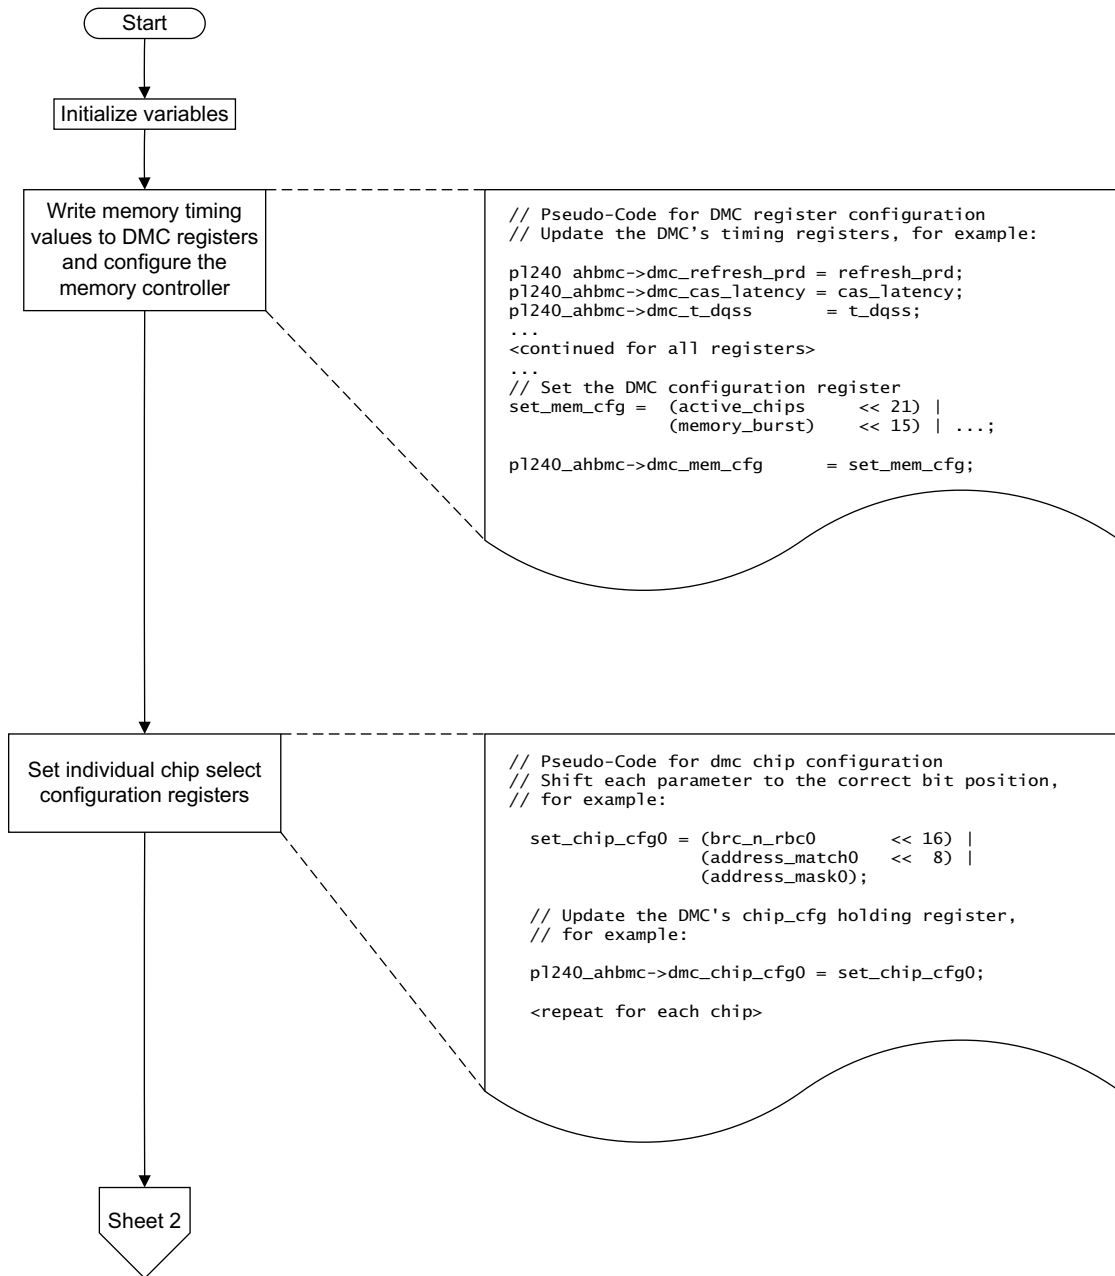 Start
Initialize variables
Write memory timing
values to DMC registers
and configure the
memory controller
// Pseudo-Code for DMC register configuration
// Update the DMC’s timing registers, for example:
pl240 ahbmc->dmc_refresh_prd = refresh_prd;
pl240_ahbmc->dmc_cas_latency = cas_latency;
pl240_ahbmc->dmc_t_dqss        = t_dqss;
...
<continued for all registers>
...
// Set the DMC configuration register
set_mem_cfg =  (active_chips     << 21) |
               (memory_burst)    << 15) | ...;
pl240_ahbmc->dmc_mem_cfg      = set_mem_cfg;
Set individual chip select
configuration registers
// Pseudo-Code for dmc chip configuration
// Shift each parameter to the correct bit position,
// for example:
  set_chip_cfg0 = (brc_n_rbc0       << 16) |
                  (address_match0   <<  8) |
                  (address_mask0);
  // Update the DMC's chip_cfg holding register,
  // for example:
  pl240_ahbmc->dmc_chip_cfg0 = set_chip_cfg0;
  <repeat for each chip>
Sheet 2